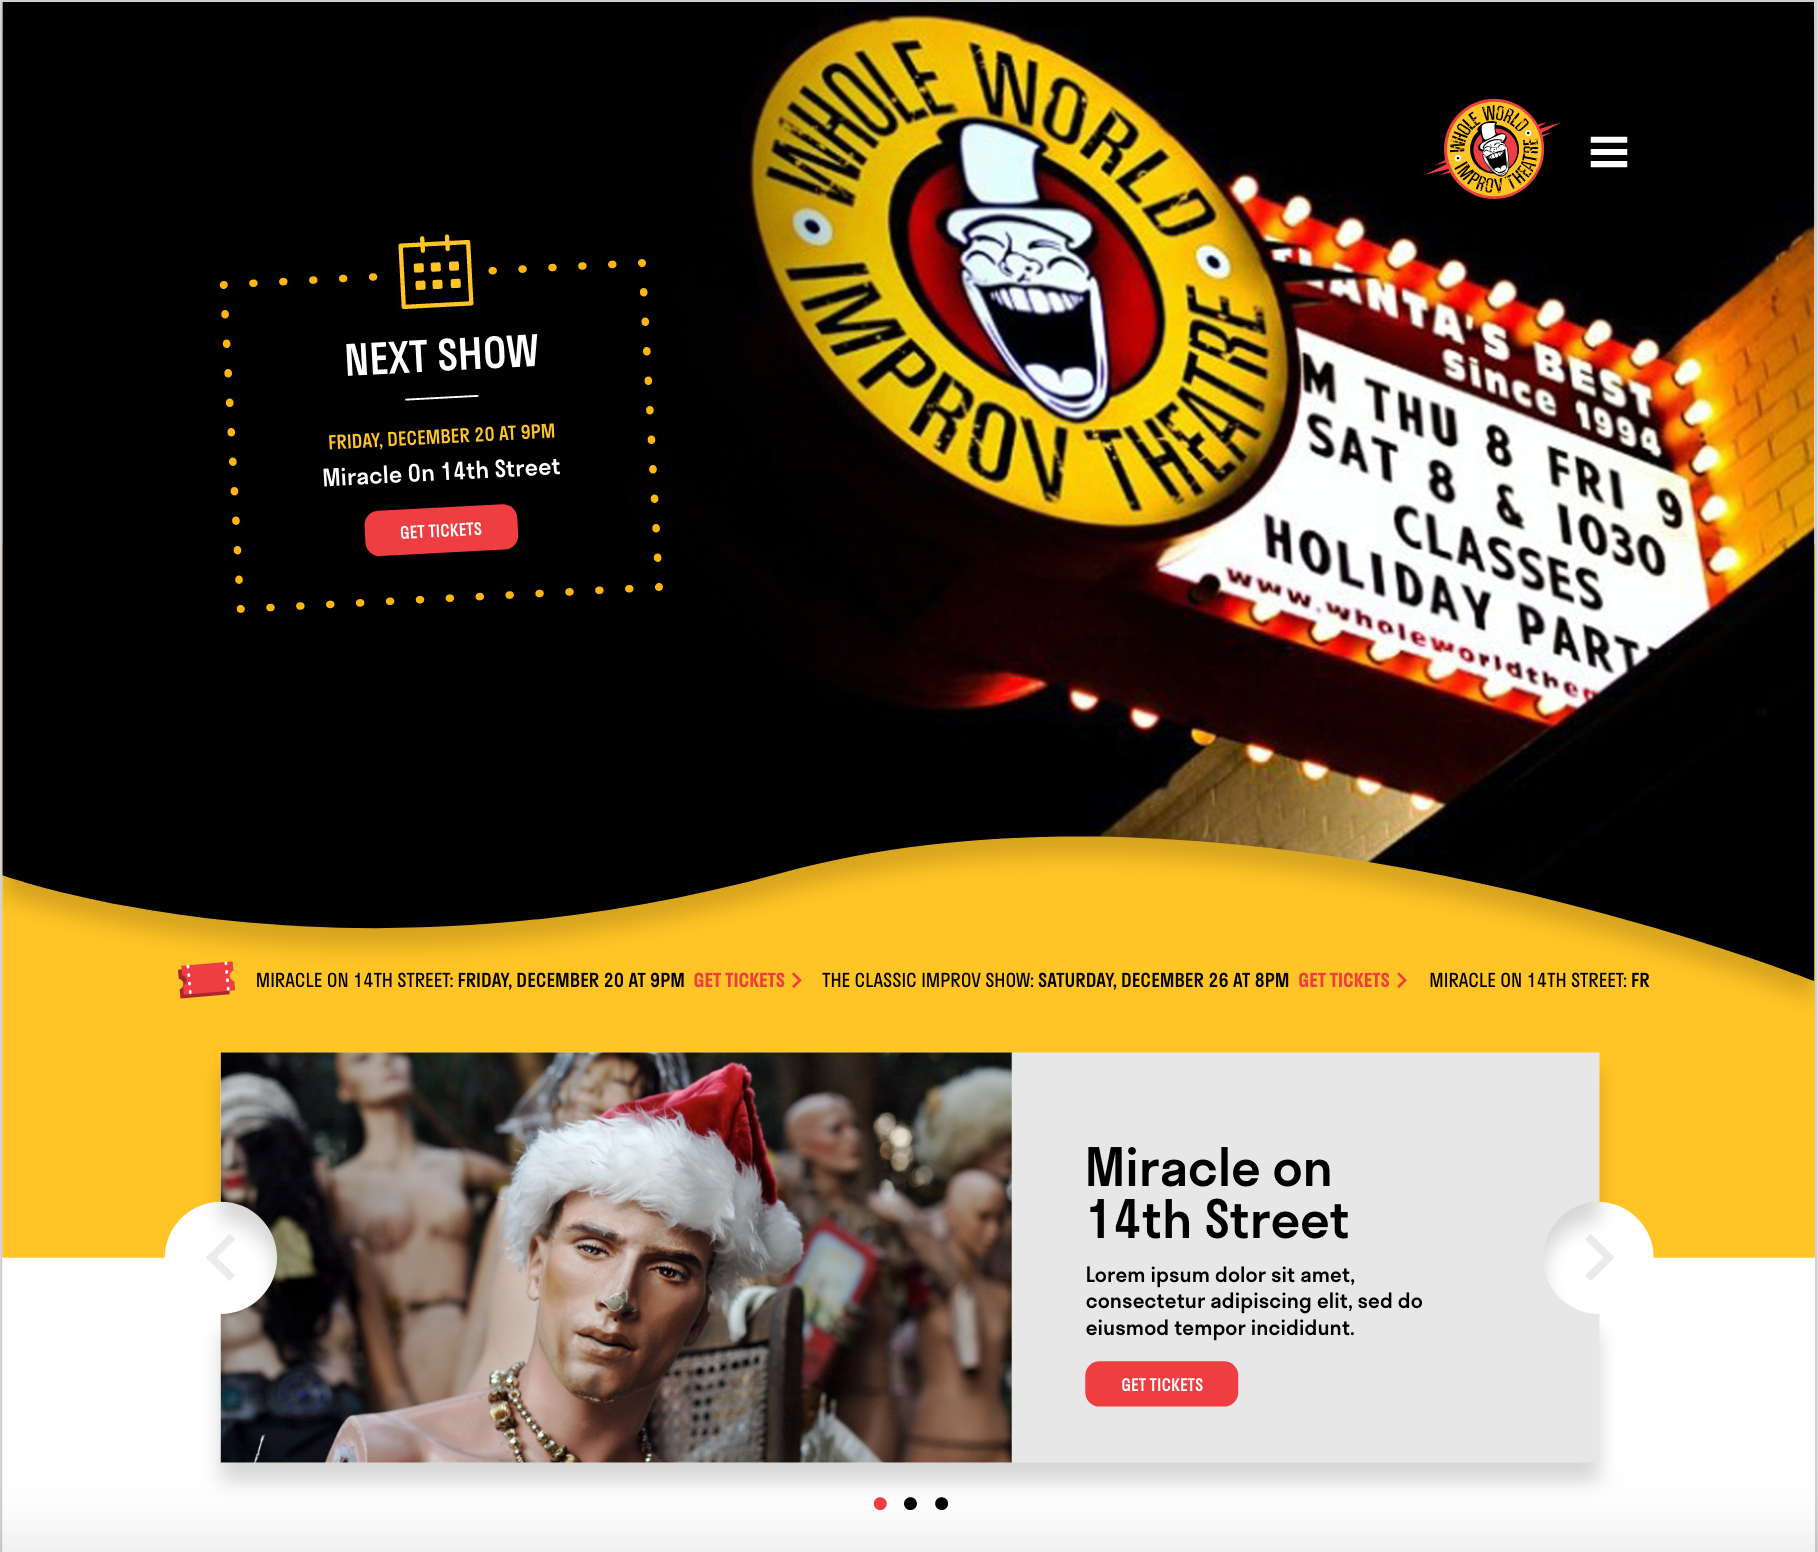 WHOLE WORLD
IMPROV THEATRE
WHOLE WORLD
IMPROV THEATRE
ANTA'S BEST
Since 1994
M THU 8 FRI 9
SAT 8 & 1030
CLASSES
HOLIDAY PART
www.wholeworldthea
NEXT SHOW
FRIDAY, DECEMBER 20 AT 9PM
Miracle On 14th Street
GET TICKETS
MIRACLE ON 14TH STREET: FRIDAY, DECEMBER 20 AT 9PM GET TICKETS > THE CLASSIC IMPROV SHOW: SATURDAY, DECEMBER 26 AT 8PM GET TICKETS > MIRACLE ON 14TH STREET: FR
Miracle on
14th Street
Lorem ipsum dolor sit amet,
consectetur adipiscing elit, sed do
eiusmod tempor incididunt.
GET TICKETS